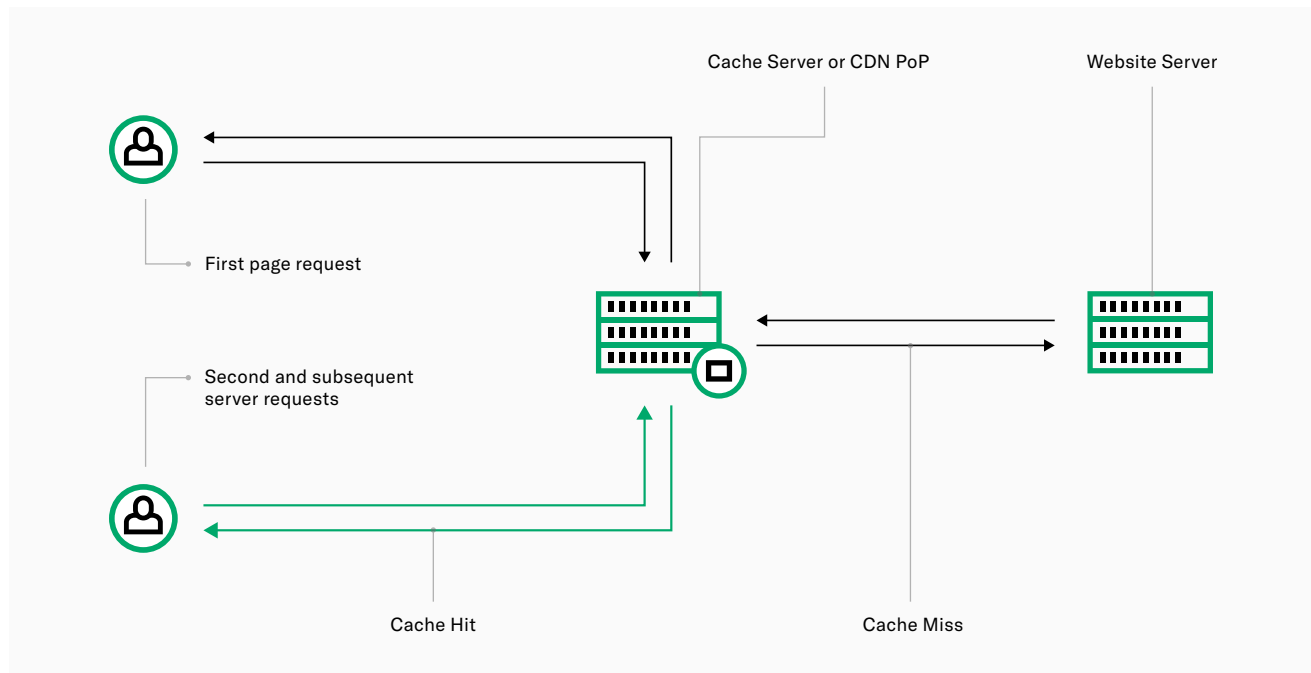 Cache Server or CDN PoP
Website Server
First page request
Second and subsequent
server requests
Cache Hit
Cache Miss